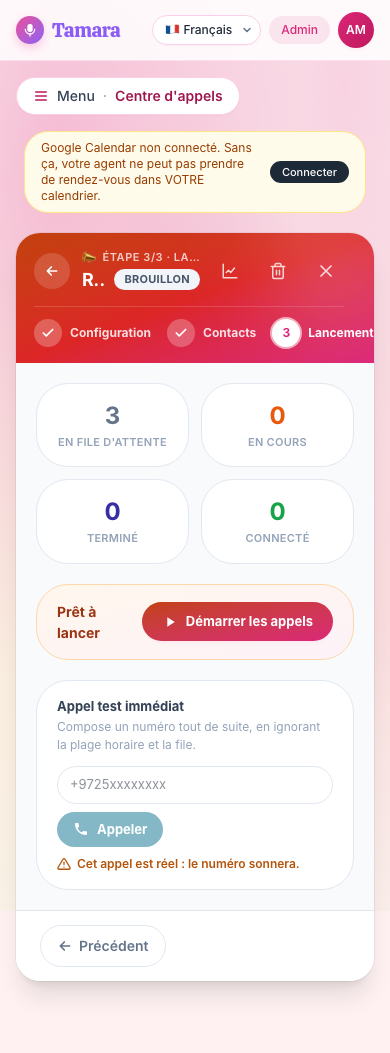 Tamara
Français
Admin
AM
Menu · Centre d'appels
Google Calendar non connecté. Sans
ça, votre agent ne peut pas prendre
de rendez-vous dans VOTRE
calendrier.
Connecter
ÉTAPE 3/3 · LA...
R..
BROUILLON
Configuration
Contacts
3
Lancement
3
EN FILE D'ATTENTE
0
EN COURS
0
TERMINÉ
0
CONNECTÉ
Prêt à
lancer
Démarrer les appels
Appel test immédiat
Compose un numéro tout de suite, en ignorant
la plage horaire et la file.
+9725xxxxxxxx
Appeler
Cet appel est réel : le numéro sonnera.
Précédent